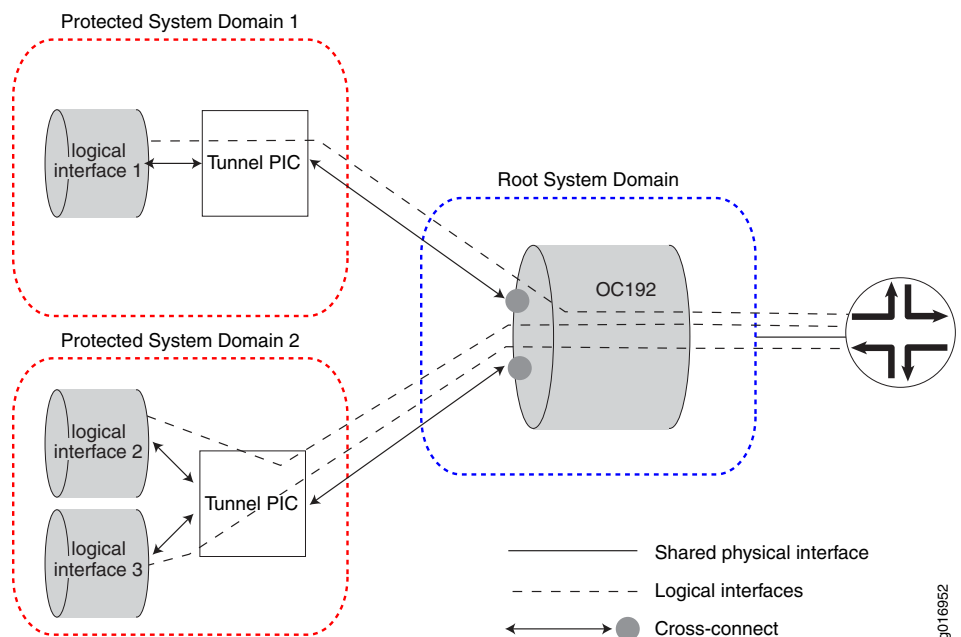 Protected System Domain 1
logical
interface 1
Tunnel PIC
Root System Domain
OC192
Protected System Domain 2
logical
interface 2
Tunnel PIC
logical
interface 3
Shared physical interface
Logical interfaces
Cross-connect
g016952